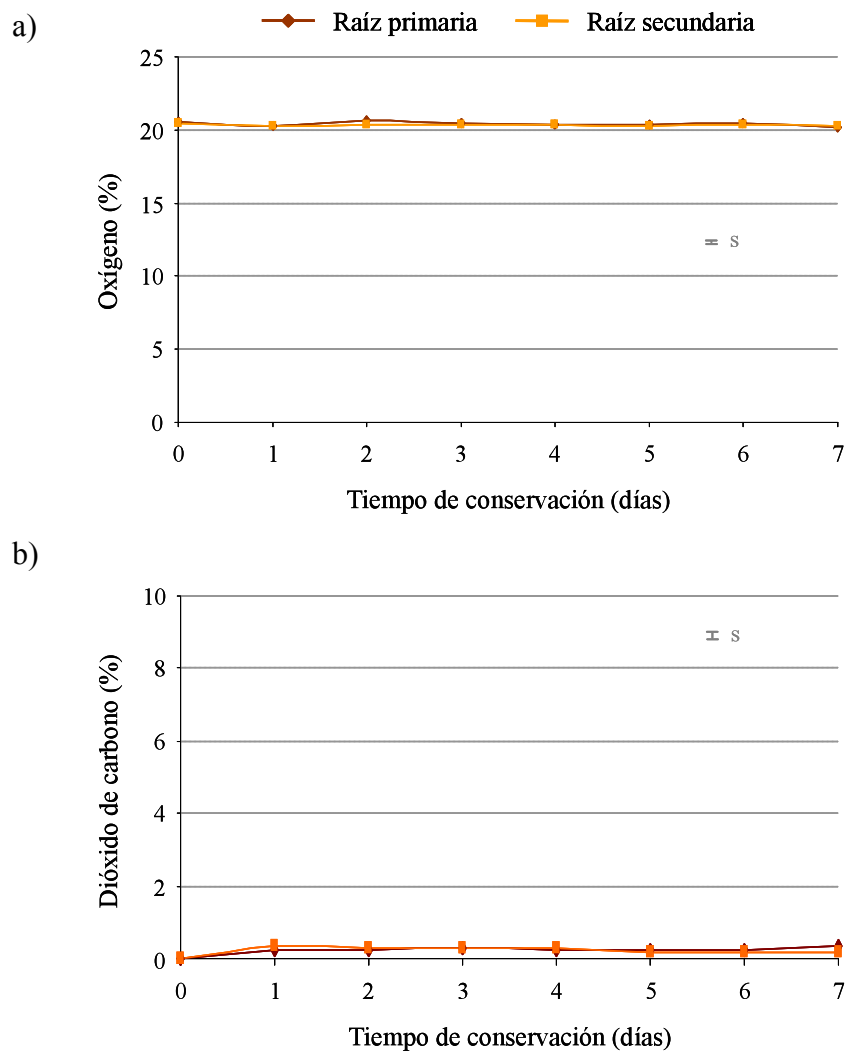 a)
Raíz primaria Raíz secundaria
25
20
15
10
5
0
Oxígeno (%)
s
0 1 2 3 4 5 6 7
Tiempo de conservación (días)
b)
10
8
6
4
2
0
Dióxido de carbono (%)
s
0 1 2 3 4 5 6 7
Tiempo de conservación (días)